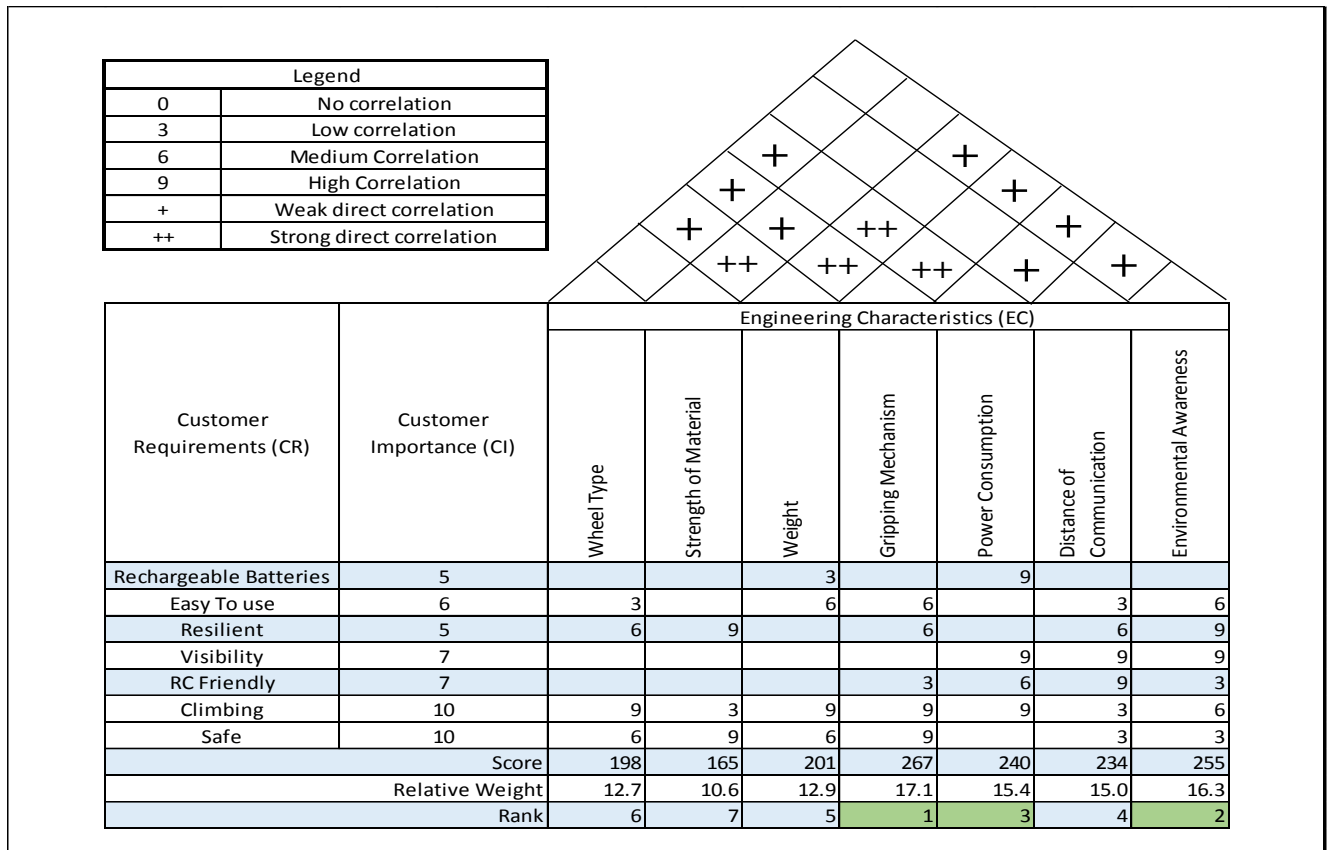 Legend
0 No correlation
3 Low correlation
6 Medium Correlation
9 High Correlation
+ Weak direct correlation
++ Strong direct correlation
+ +
+ +
+ + ++ +
++ ++ ++ + +
Engineering Characteristics (EC)
Customer
Requirements (CR)
Customer
Importance (CI)
Wheel Type
Strength of Material
Weight
Gripping Mechanism
Power Consumption
Distance of
Communication
Environmental Awareness
Rechargeable Batteries 5 3 9
Easy To use 6 3 6 6 3 6
Resilient 5 6 9 6 6 9
Visibility 7 9 9 9
RC Friendly 7 3 6 9 3
Climbing 10 9 3 9 9 9 3 6
Safe 10 6 9 6 9 3 3
Score 198 165 201 267 240 234 255
Relative Weight 12.7 10.6 12.9 17.1 15.4 15.0 16.3
Rank 6 7 5 1 3 4 2